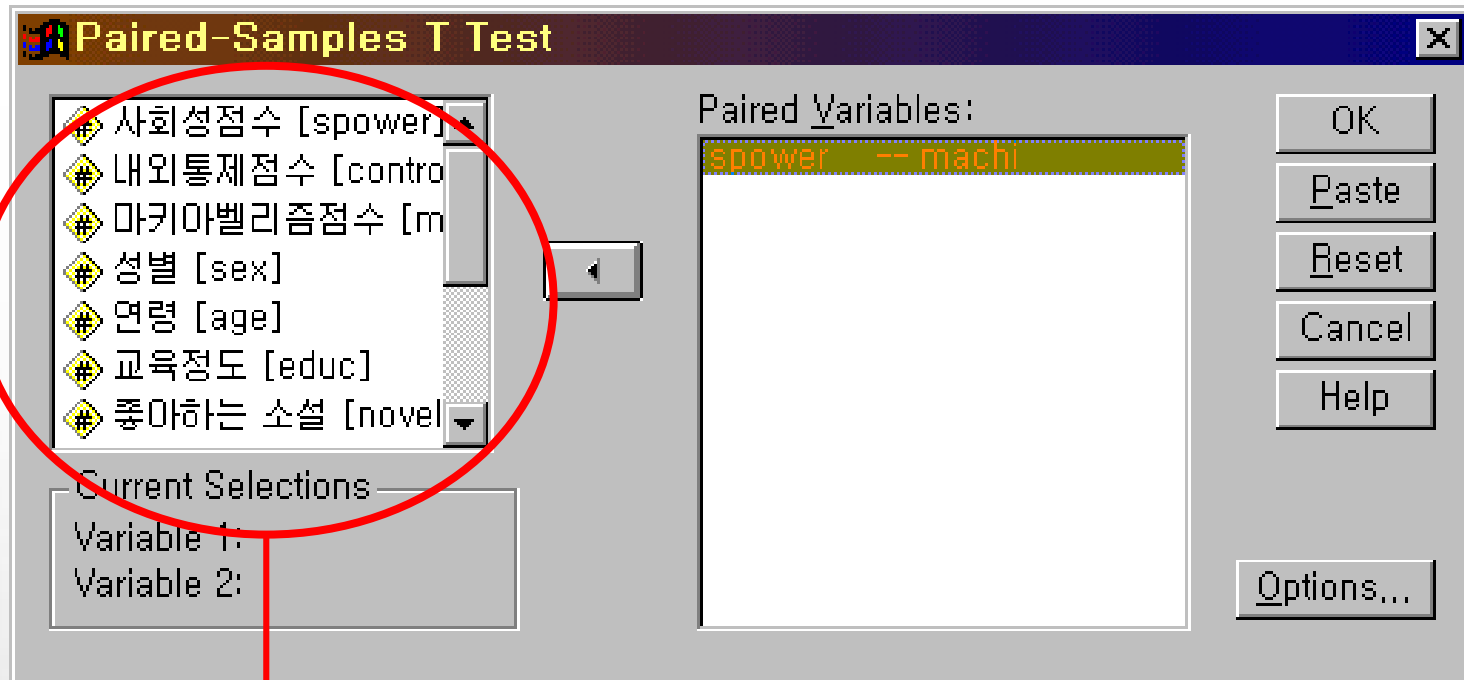 Paired-Samples T Test
사회성점수 [spower]
내외통제점수 [contro
마키아벨리즘점수 [m
성별 [sex]
연령 [age]
교육정도 [educ]
좋아하는 소설 [novel
Current Selections
Variable 1:
Variable 2:
Paired Variables:
spower -- machi
OK
Paste
Reset
Cancel
Help
Options...